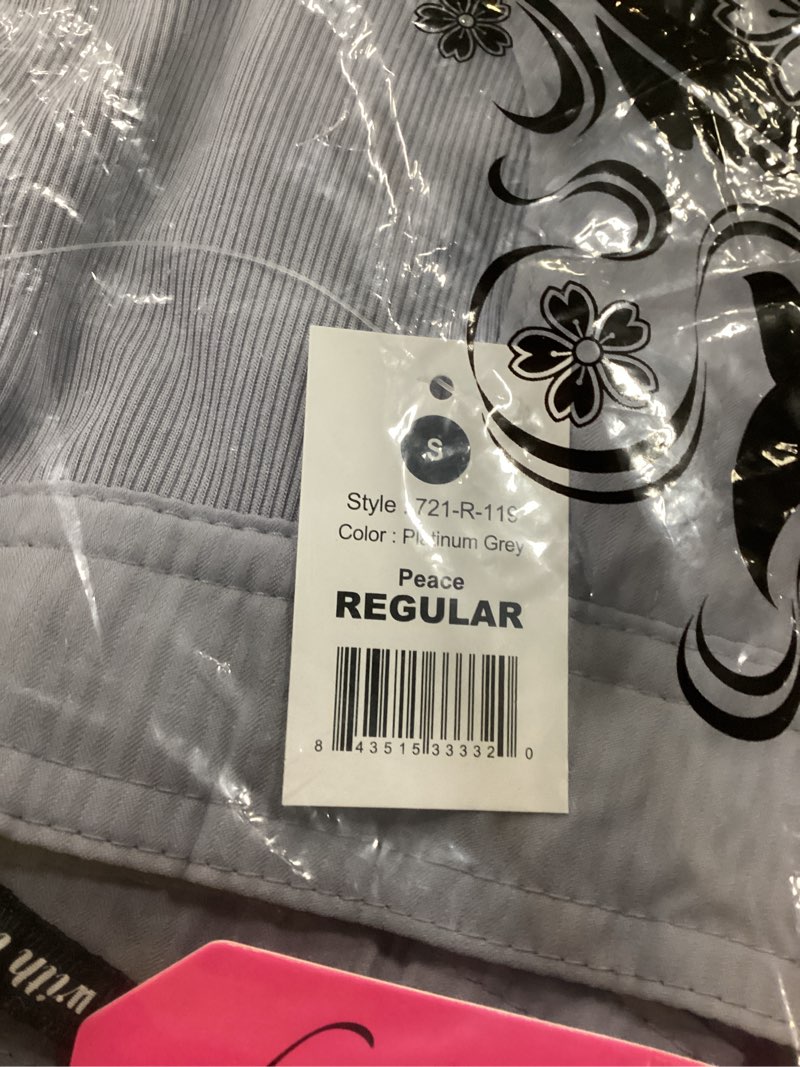 S
Style : 721-R-119
Color : Platinum Grey
Peace
REGULAR
8 43515 33332 0
with